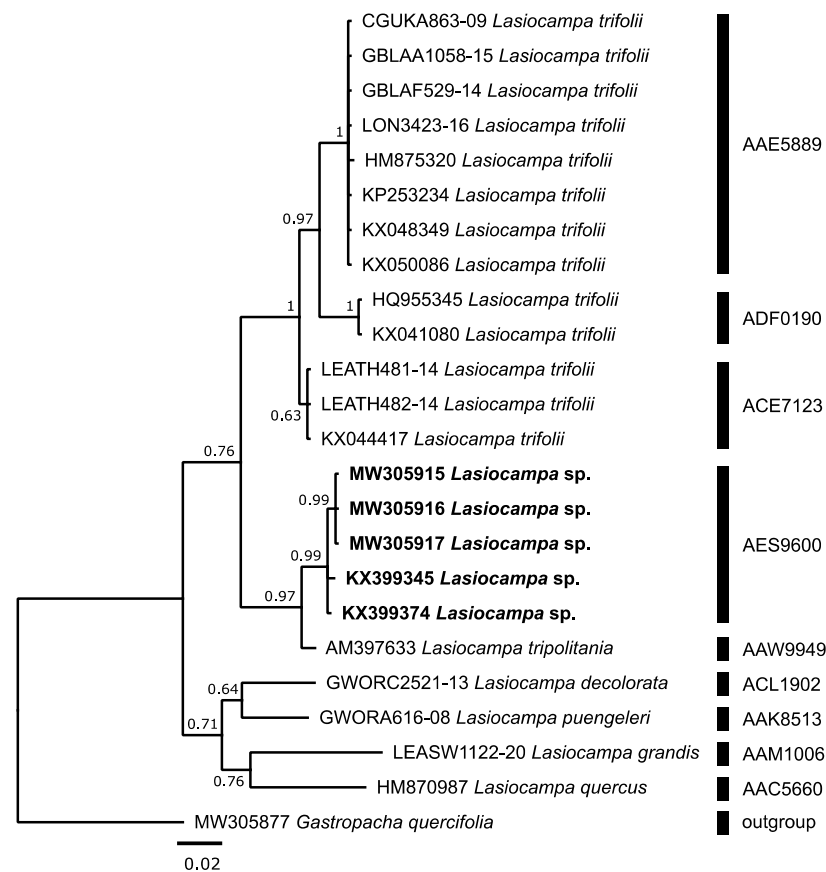 CGUKA863-09 Lasiocampa trifolii
GBLAA1058-15 Lasiocampa trifolii
GBLAF529-14 Lasiocampa trifolii
1
LON3423-16 Lasiocampa trifolii
AAE5889
HM875320 Lasiocampa trifolii
KP253234 Lasiocampa trifolii
0.97
KX048349 Lasiocampa trifolii
KX050086 Lasiocampa trifolii
1
1
HQ955345 Lasiocampa trifolii
ADF0190
KX041080 Lasiocampa trifolii
LEATH481-14 Lasiocampa trifolii
LEATH482-14 Lasiocampa trifolii
ACE7123
0.63
KX044417 Lasiocampa trifolii
0.76
MW305915 Lasiocampa sp.
0.99
MW305916 Lasiocampa sp.
MW305917 Lasiocampa sp.
AES9600
0.99
KX399345 Lasiocampa sp.
0.97
KX399374 Lasiocampa sp.
AM397633 Lasiocampa tripolitania
AAW9949
0.64
GWORC2521-13 Lasiocampa decolorata
ACL1902
0.71
GWORA616-08 Lasiocampa puengeleri
AAK8513
LEASW1122-20 Lasiocampa grandis
AAM1006
0.76
HM870987 Lasiocampa quercus
AAC5660
MW305877 Gastropacha quercifolia
outgroup
0.02